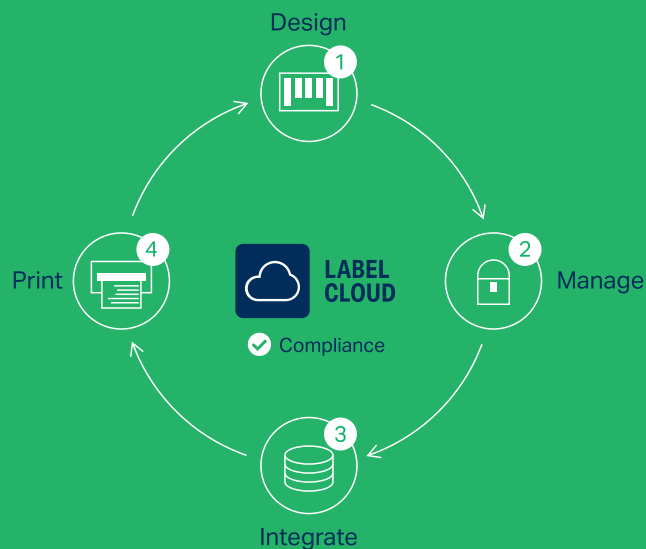 Design
1
2
Manage
3
Integrate
4
Print
LABEL
CLOUD
Compliance